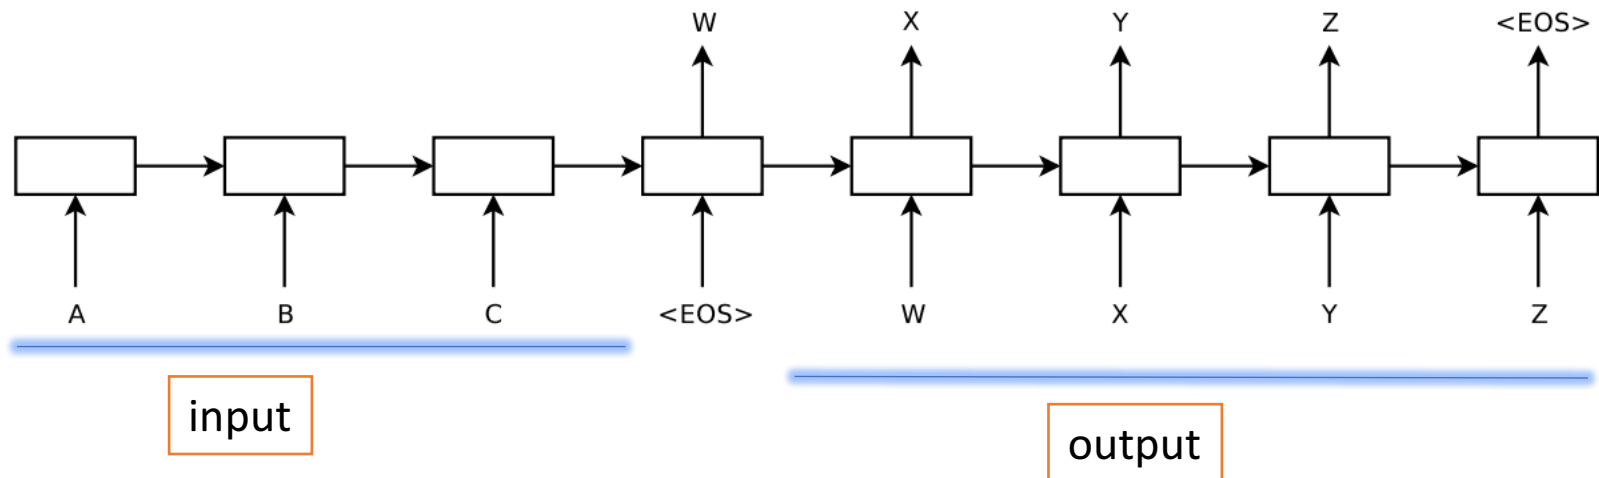 W X Y Z <EOS>
A B C <EOS> W X Y Z
input
output